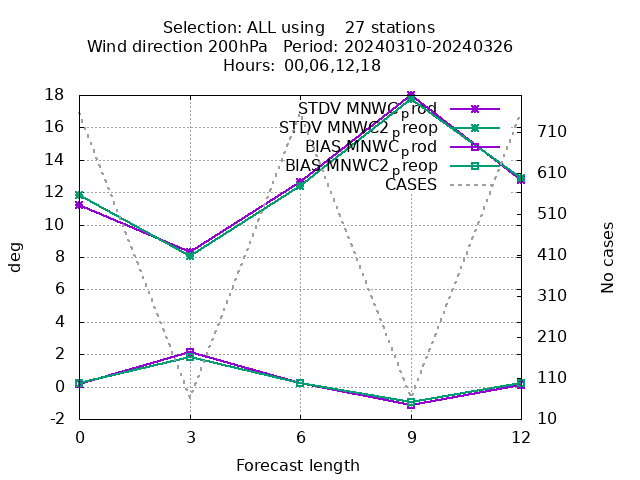 Selection: ALL using    27 stations
Wind direction 200hPa   Period: 20240310-20240326
Hours:  00,06,12,18
STDV MNWC_prod
STDV MNWC2_preop
BIAS MNWC_prod
BIAS MNWC2_preop
CASES
18
16
14
12
10
8
6
4
2
0
-2
deg
710
610
510
410
310
210
110
10
No cases
0 3 6 9 12
Forecast length